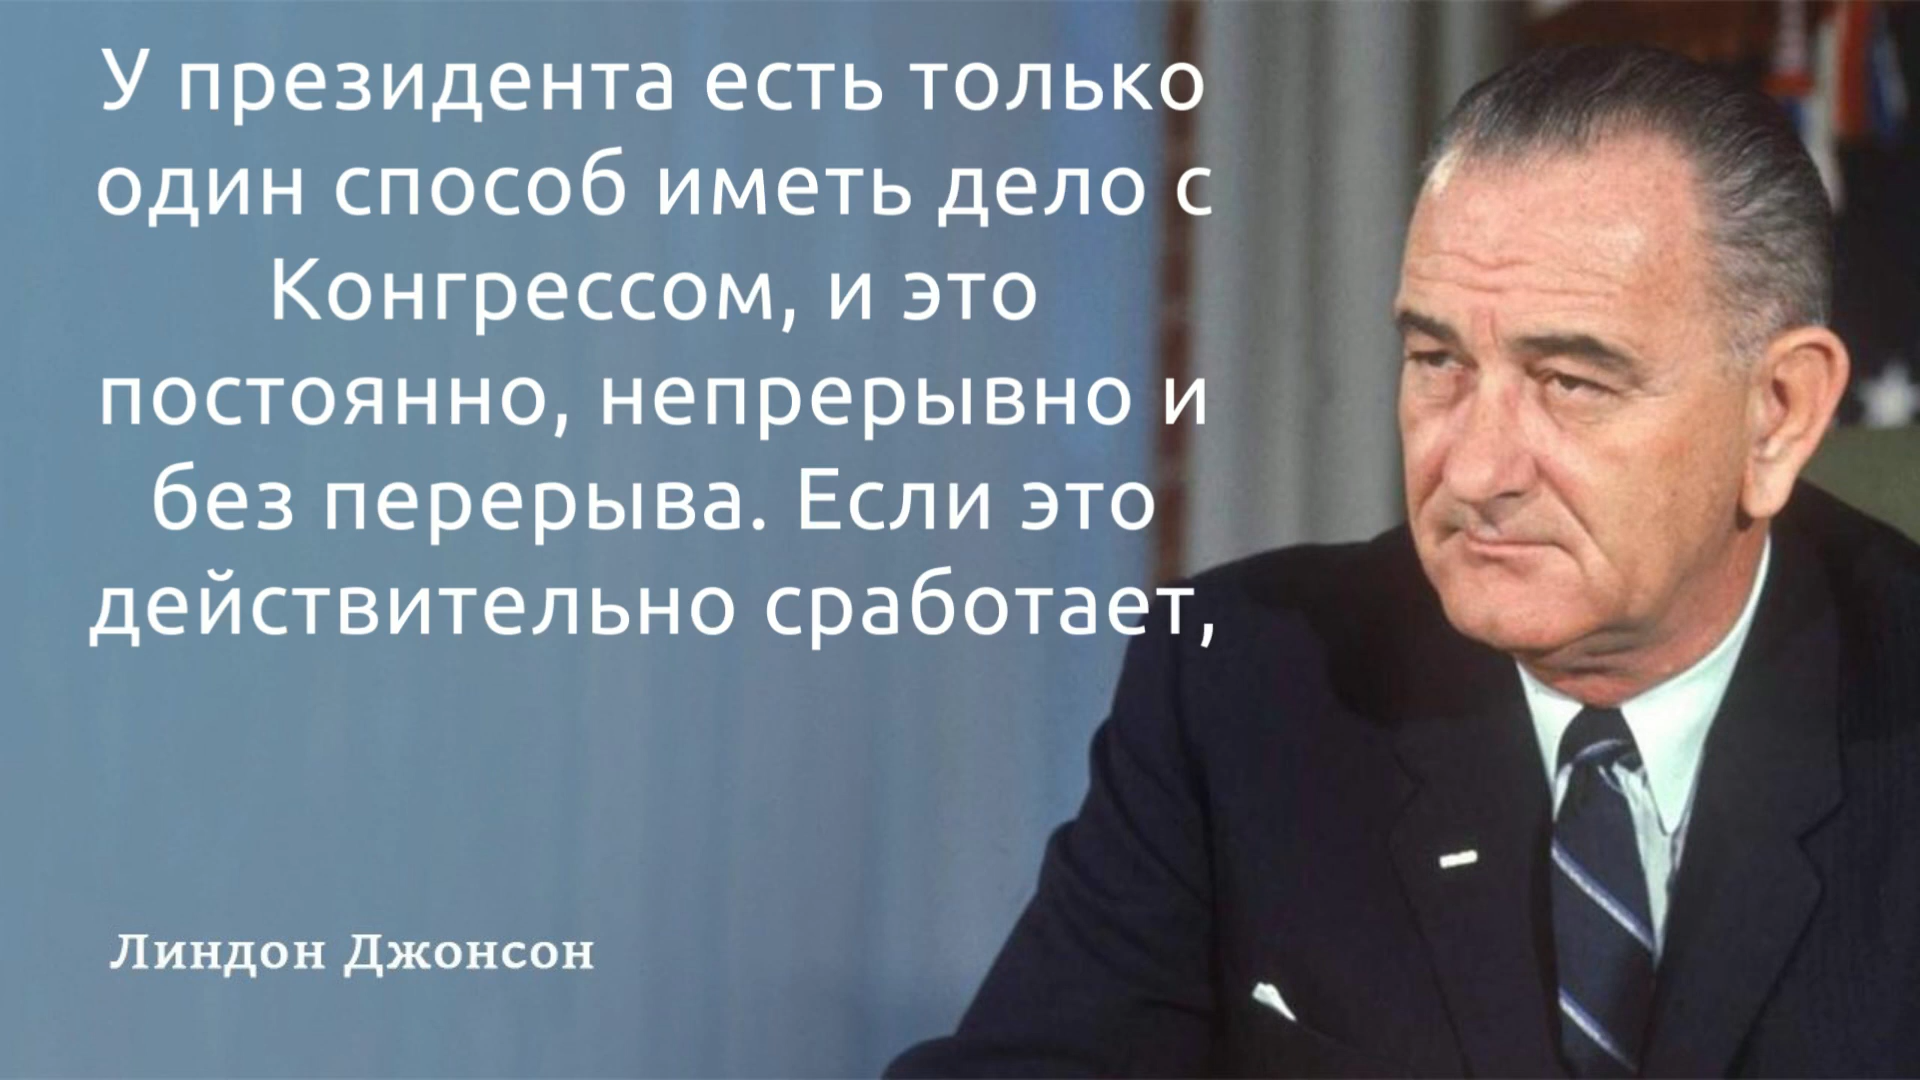 У президента есть только
один способ иметь дело с
Конгрессом, и это
постоянно, непрерывно и
без перерыва. Если это
действительно сработает,
Линдон Джонсон